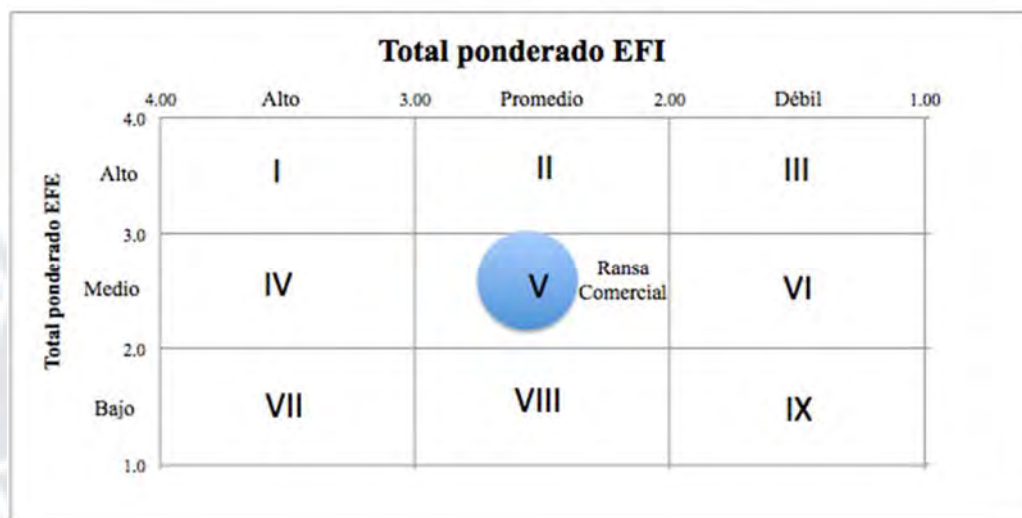 Total ponderado EFI
4.00 Alto 3.00 Promedio 2.00 Débil 1.00
4.0
Alto I II III
3.0
Total ponderado EFE
Medio IV V Ransa Comercial VI
2.0
Bajo VII VIII IX
1.0